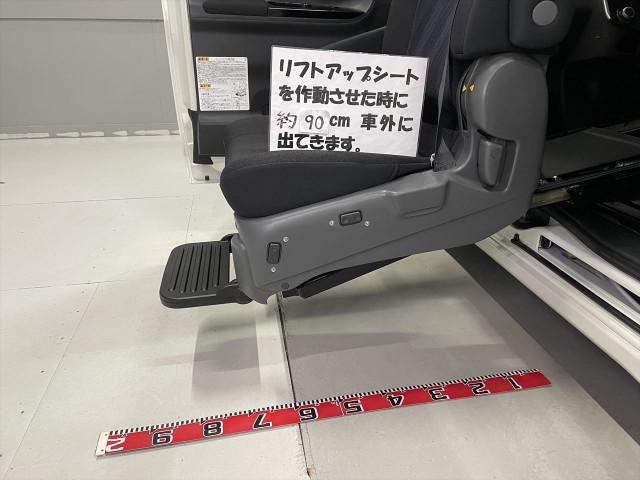 リフトアップシート
を作動させた時に
約 90 cm 車外に
出てきます。
1 2 3 4 5 6 7 8 9